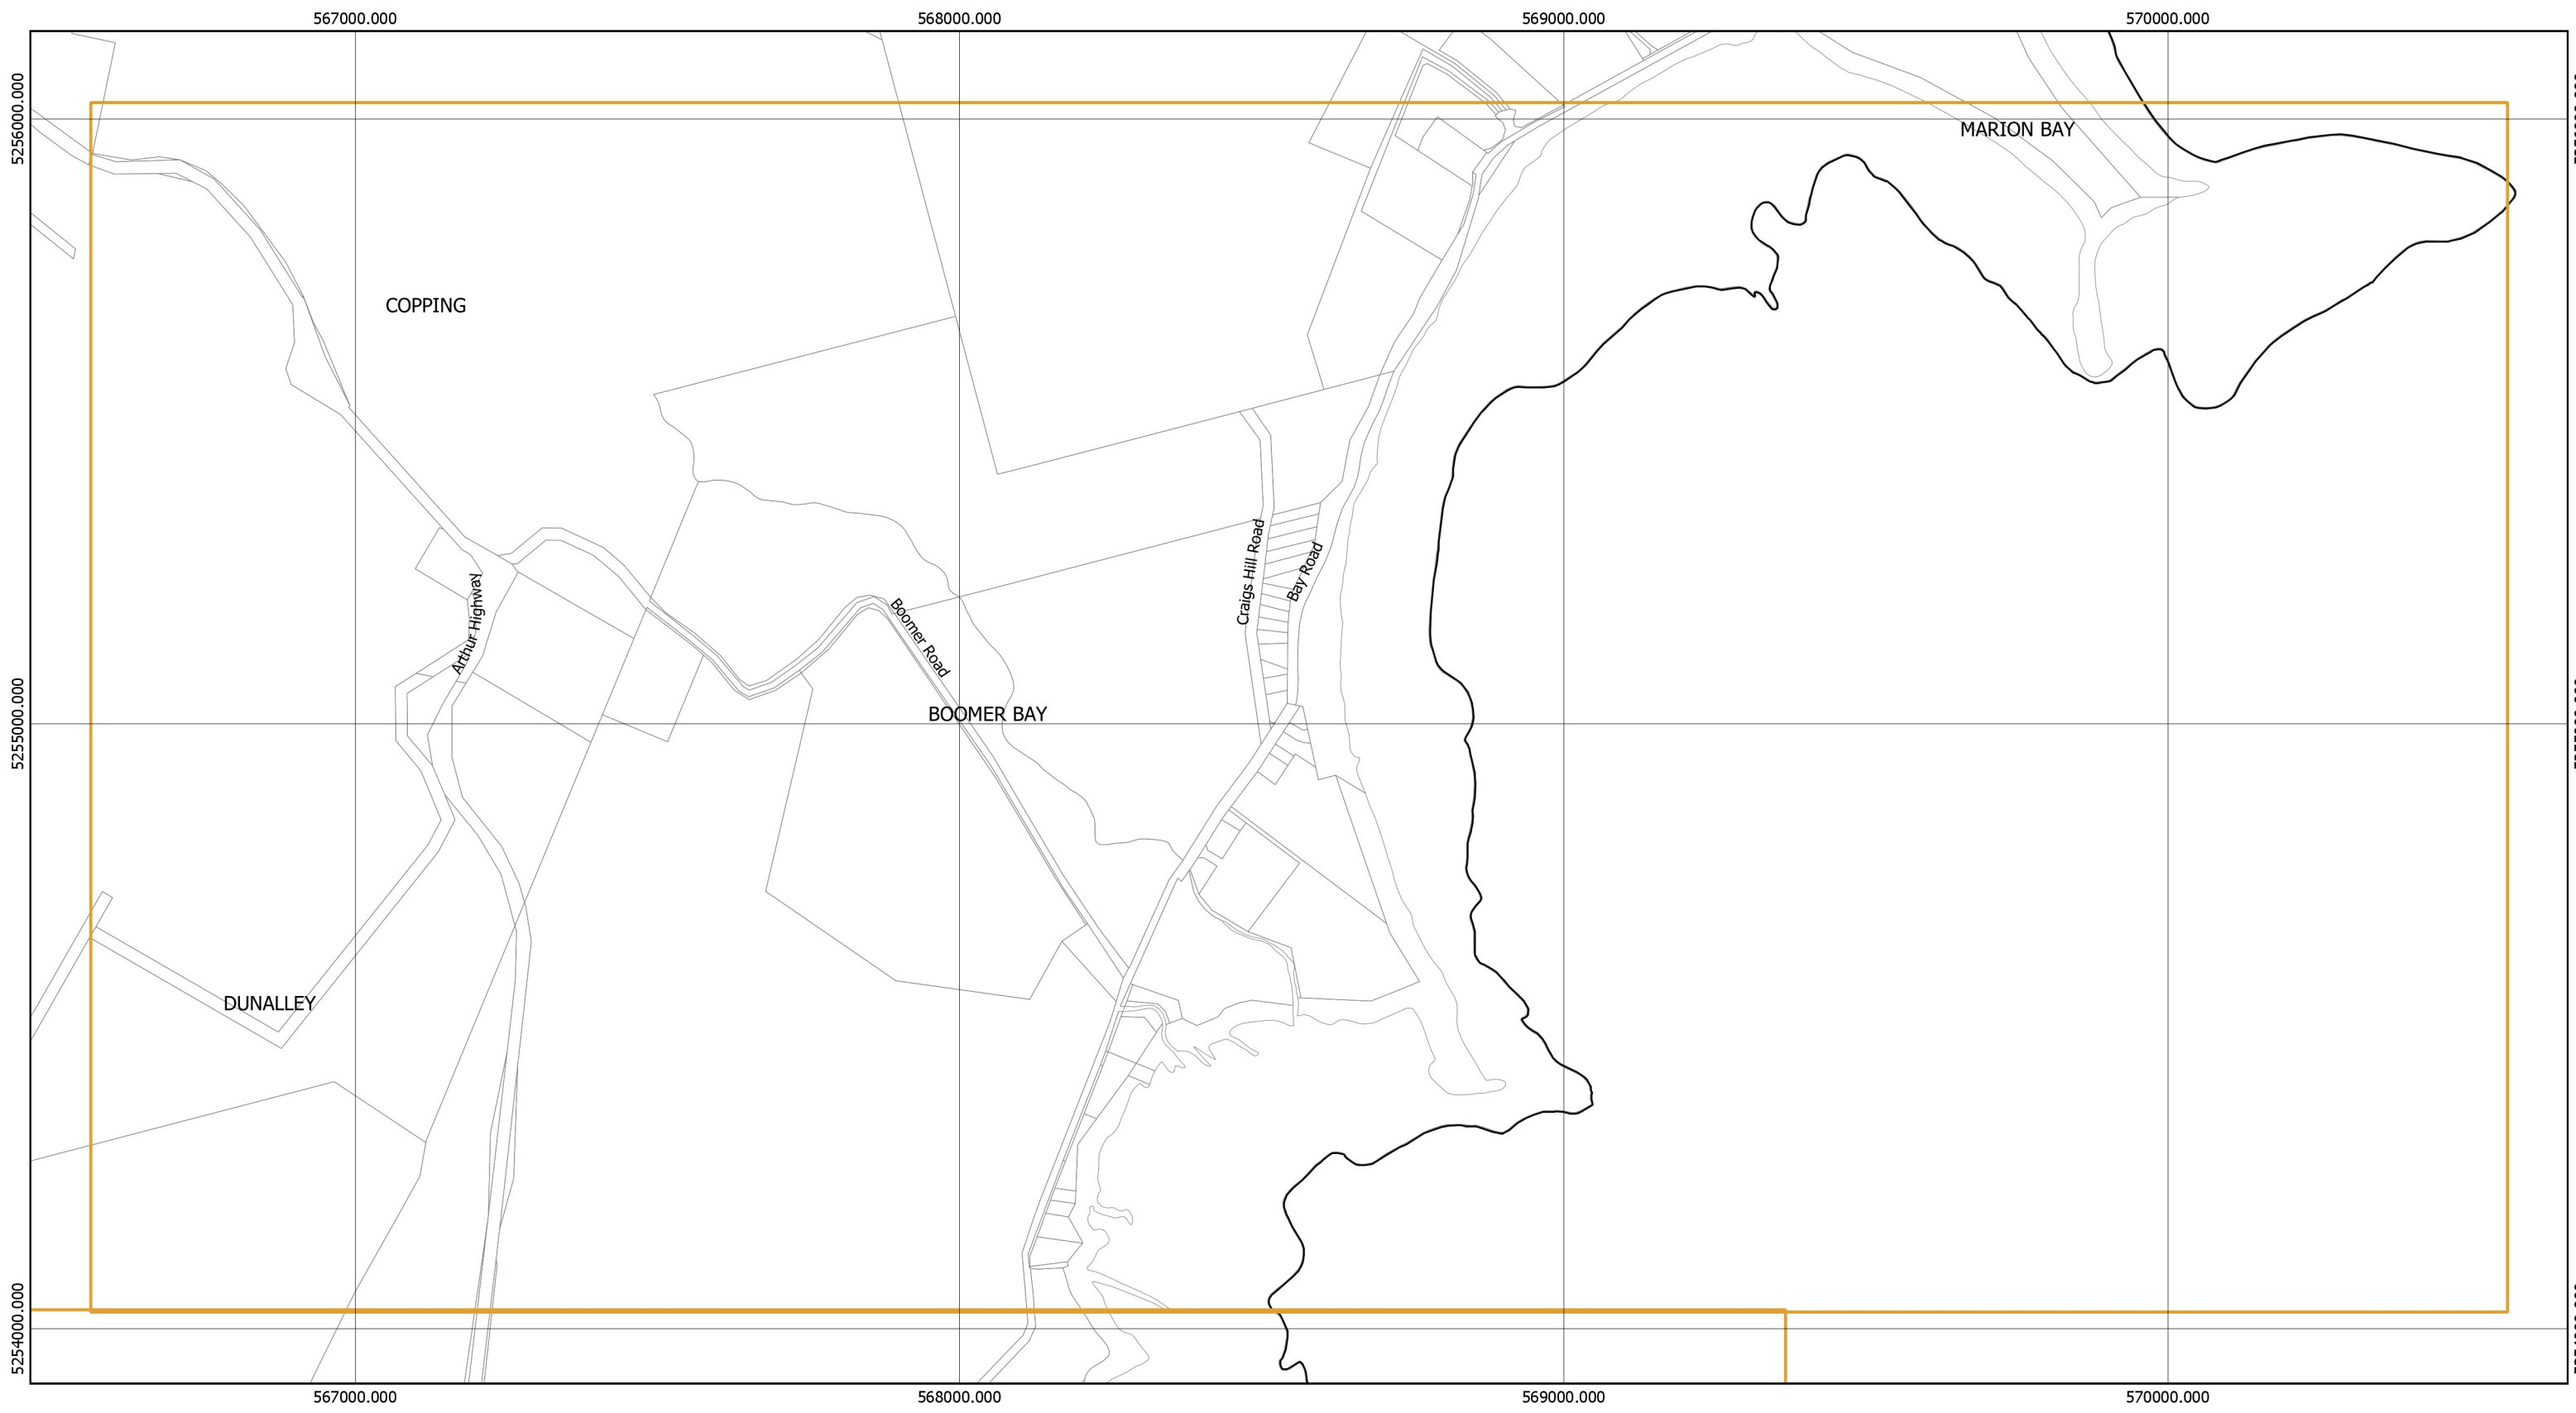 567000.000
568000.000
569000.000
570000.000
5256000.000
MARION BAY
COPPING
Craigs Hill Road
Bay Road
Arthur Highway
Boomer Road
5255000.000
BOOMER BAY
DUNALLEY
5254000.000
567000.000
568000.000
569000.000
570000.000